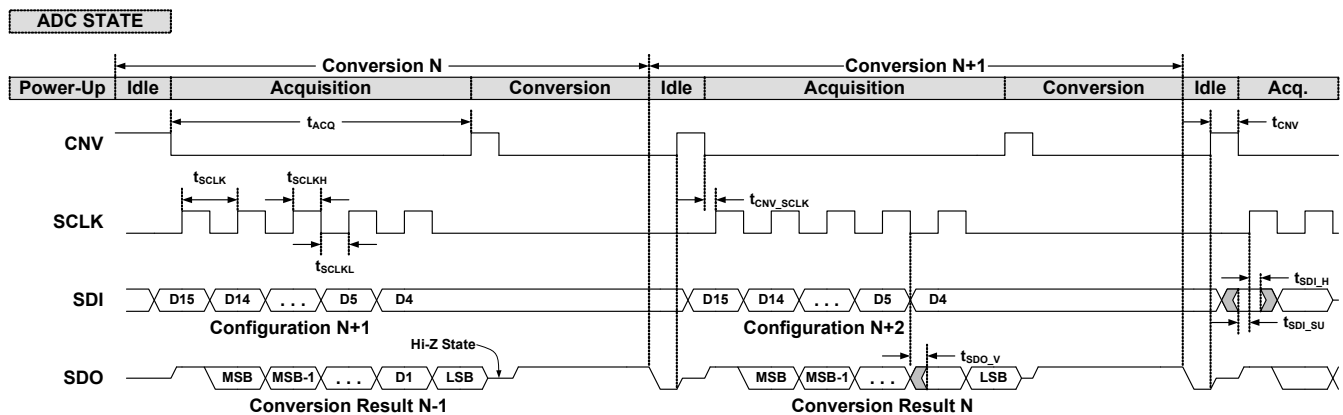 ADC STATE
Conversion N Conversion N+1
Power-Up Idle Acquisition Conversion Idle Acquisition Conversion Idle Acq.
CNV tACQ tCNV
SCLK tSCLK tSCLKH tCNV_SCLK
tSCLKL
SDI D15 D14 . . . D5 D4 D15 D14 . . . D5 D4 tSDI_H
Configuration N+1 Configuration N+2 tSDI_SU
Hi-Z State tSDO_V
SDO MSB MSB-1 . . . D1 LSB MSB MSB-1 . . . LSB
Conversion Result N-1 Conversion Result N